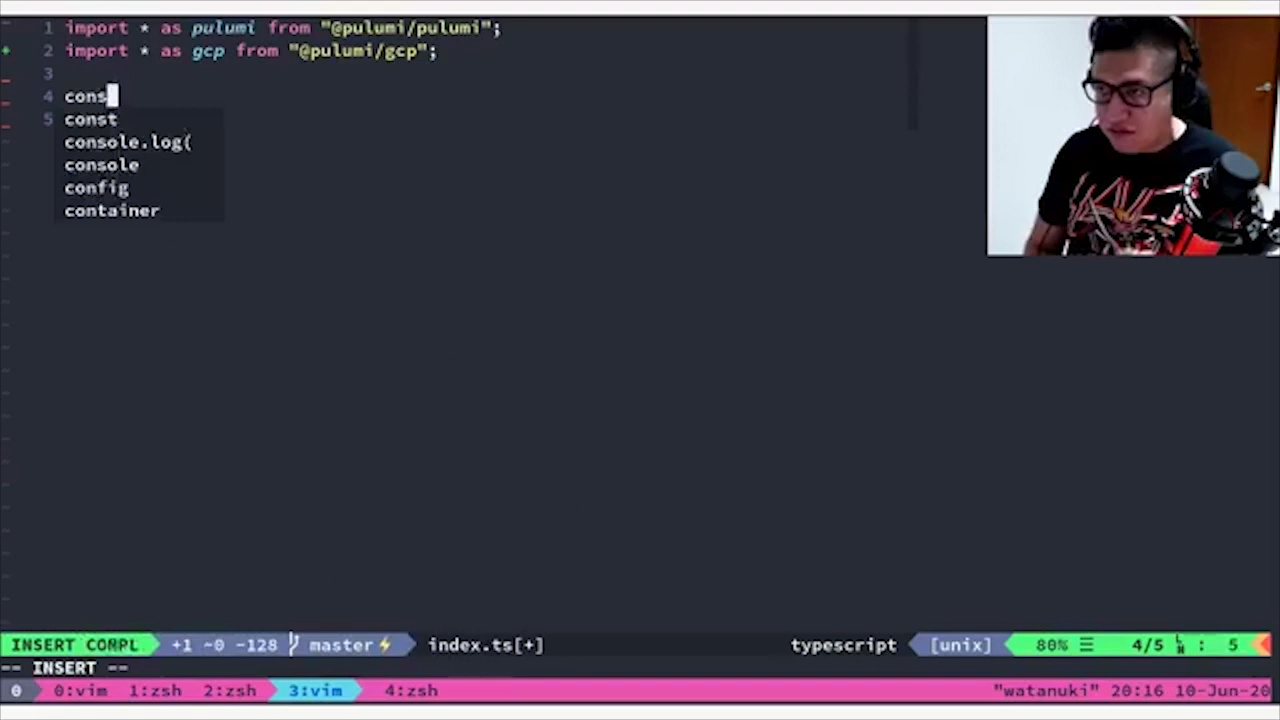 1 import * as pulumi from "@pulumi/pulumi";
+ 2 import * as gcp from "@pulumi/gcp";
3
4 cons
5 const
console.log(
console
config
container
INSERT COMPL +1 ~0 -128 master⚡ index.ts[+] typescript [unix] 80% ☰ 4/5 LN : 5
-- INSERT --
0 0:vim 1:zsh 2:zsh 3:vim 4:zsh "watanuki" 20:16 10-Jun-20